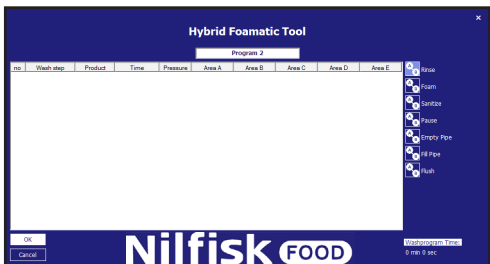 ×
Hybrid Foamatic Tool
Program 2
no Wash step Product Time Pressure Area A Area B Area C Area D Area E
A B Rinse
A B Foam
A B Sanitize
A B Pause
A B Empty Pipe
A B Fill Pipe
A B Flush
OK
Cancel
Nilfisk FOOD
Washprogram Time:
0 min 0 sec